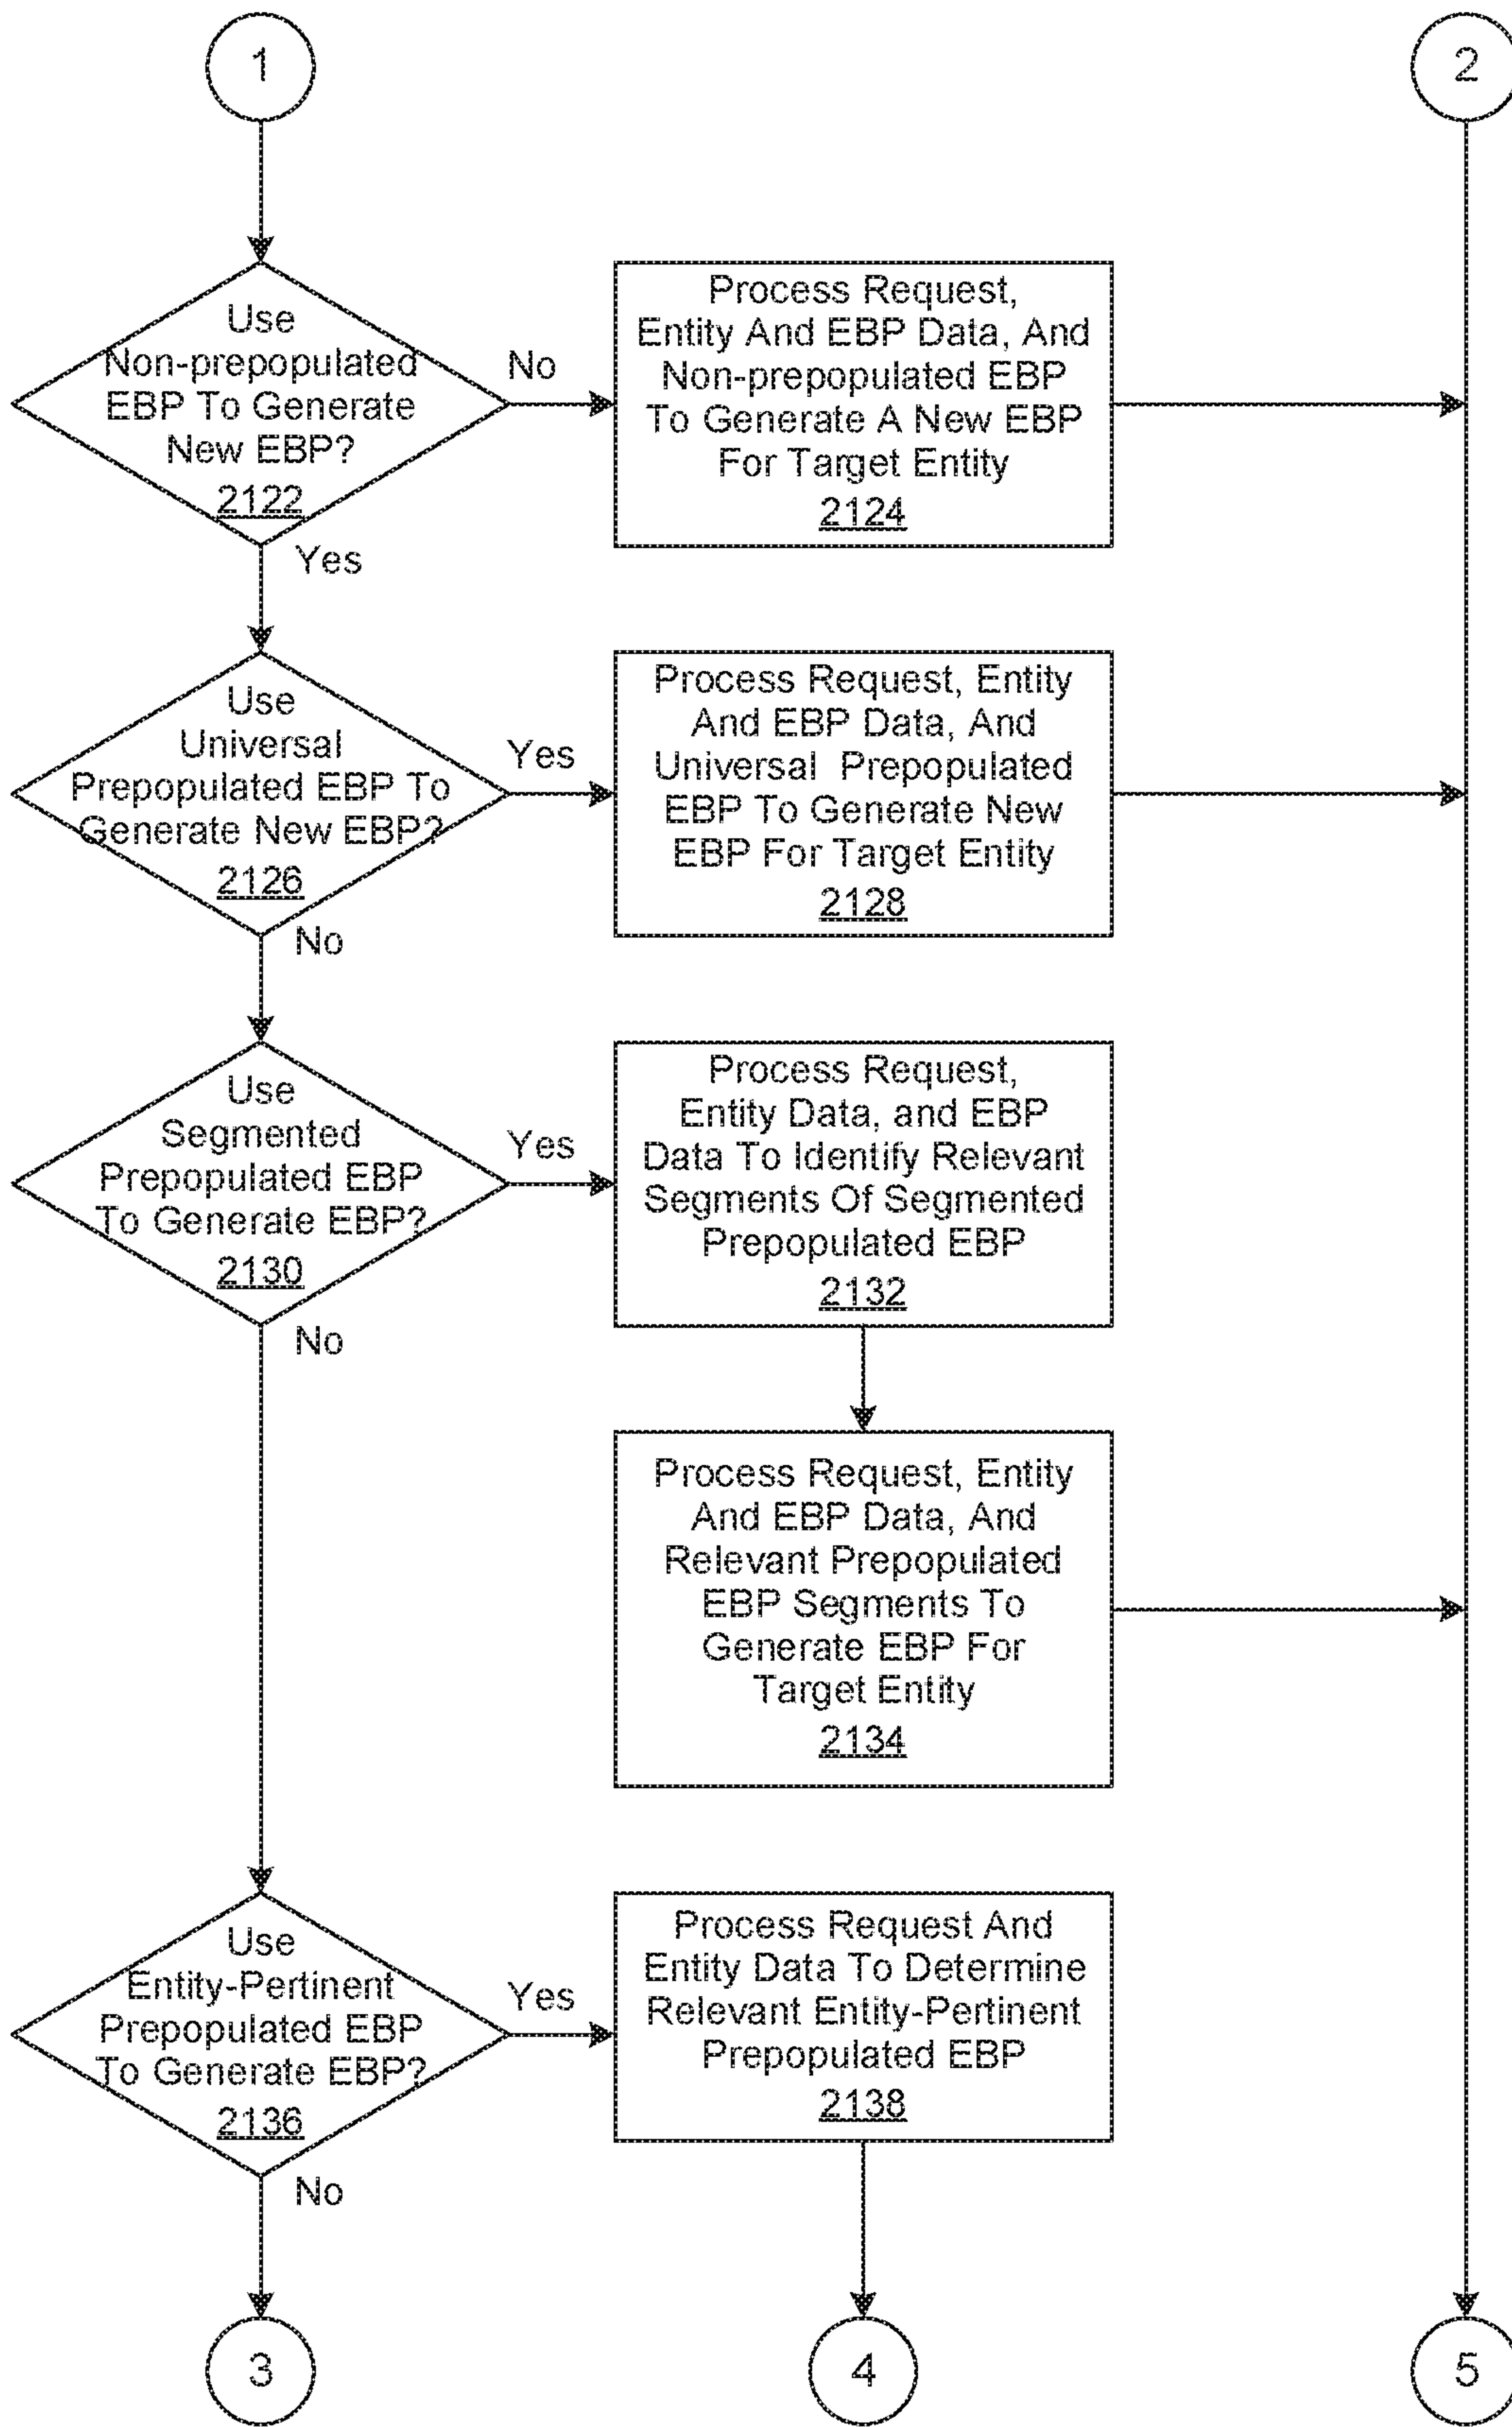 1
2
Use
Non-prepopulated
EBP To Generate
New EBP?
2122
No
Yes
Process Request,
Entity And EBP Data, And
Non-prepopulated EBP
To Generate A New EBP
For Target Entity
2124
Use
Universal
Prepopulated EBP To
Generate New EBP?
2126
Yes
No
Process Request, Entity
And EBP Data, And
Universal Prepopulated
EBP To Generate New
EBP For Target Entity
2128
Use
Segmented
Prepopulated EBP
To Generate EBP?
2130
Yes
No
Process Request,
Entity Data, and EBP
Data To Identify Relevant
Segments Of Segmented
Prepopulated EBP
2132
Process Request, Entity
And EBP Data, And
Relevant Prepopulated
EBP Segments To
Generate EBP For
Target Entity
2134
Use
Entity-Pertinent
Prepopulated EBP
To Generate EBP?
2136
Yes
No
Process Request And
Entity Data To Determine
Relevant Entity-Pertinent
Prepopulated EBP
2138
3
4
5